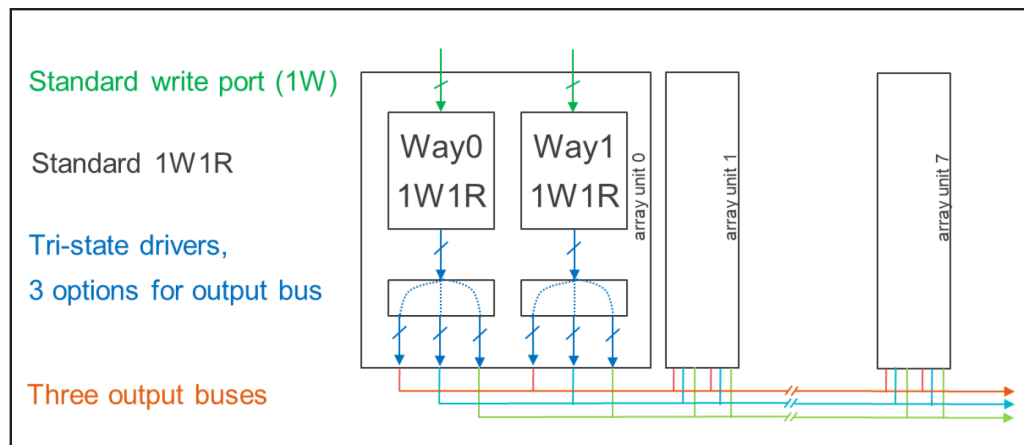 Standard write port (1W)
Standard 1W1R
Tri-state drivers,
3 options for output bus
Three output buses
Way0
1W1R
Way1
1W1R
array unit 0
array unit 1
array unit 7